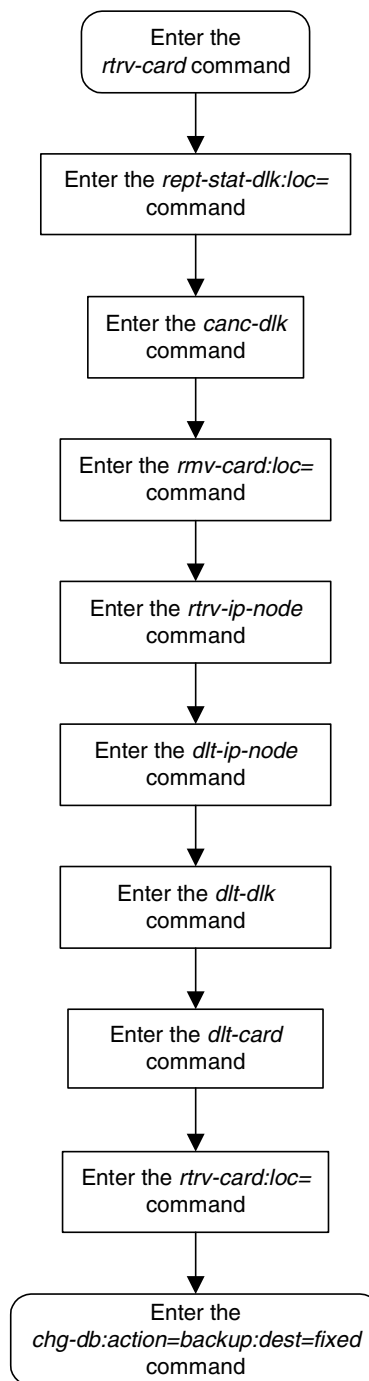 Enter the
rtrv-card command
Enter the rept-stat-dlk:loc=
command
Enter the canc-dlk
command
Enter the rmv-card:loc=
command
Enter the rtrv-ip-node
command
Enter the dlt-ip-node
command
Enter the dlt-dlk
command
Enter the dlt-card
command
Enter the rtrv-card:loc=
command
Enter the
chg-db:action=backup:dest=fixed
command